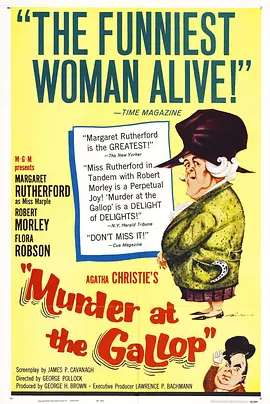 "THE FUNNIEST
WOMAN ALIVE!"
—TIME MAGAZINE
"Margaret Rutherford
is the GREATEST!"
—The New Yorker
"Miss Rutherford in
Tandem with Robert
Morley is a Perpetual
Joy! 'Murder at the
Gallop' is a DELIGHT
of DELIGHTS!"
—N.Y. Herald Tribune
"DON'T MISS IT!"
—Cue Magazine
M-G-M
presents
MARGARET
RUTHERFORD
as Miss Marple
ROBERT
MORLEY
FLORA
ROBSON
AGATHA CHRISTIE'S
"Murder at
the Gallop"
Screenplay by JAMES P. CAVANAGH
Directed by GEORGE POLLOCK
Produced by GEORGE H. BROWN • Executive Producer LAWRENCE P. BACHMANN